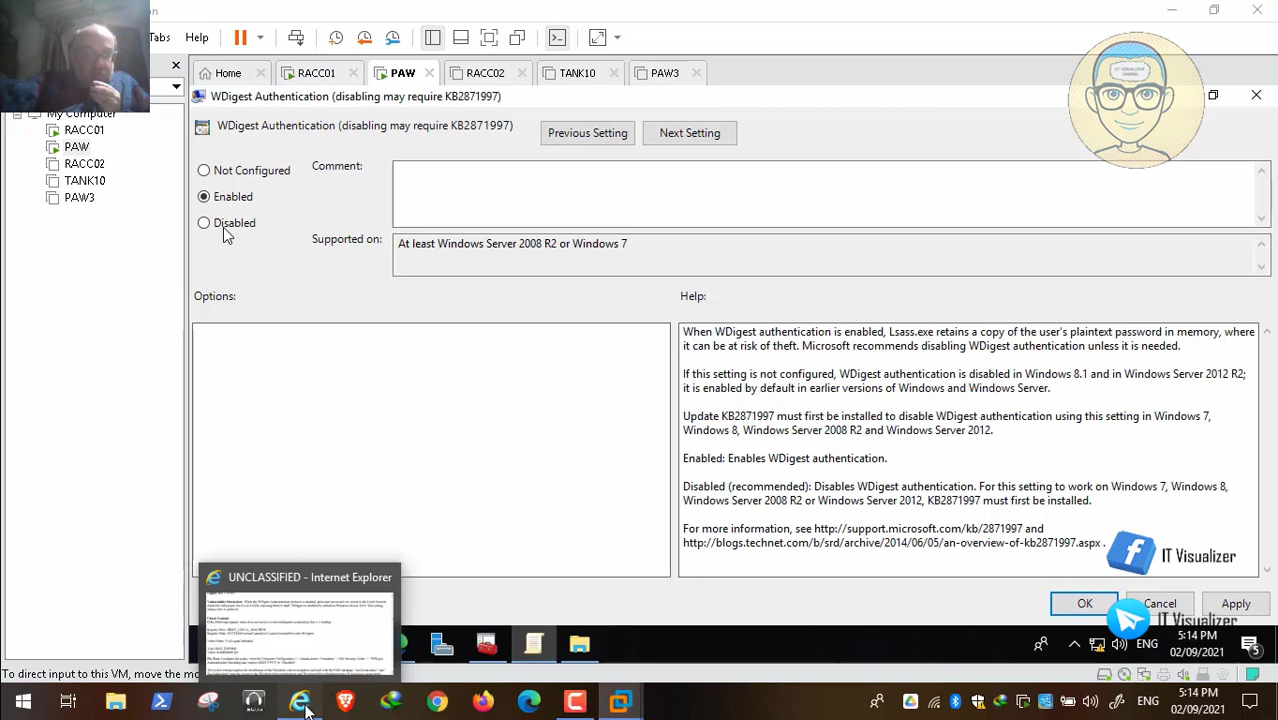 on
Tabs
Help
Home
RACC01
PAW
RACC02
TANK10
PAW3
My Computer
RACC01
PAW
RACC02
TANK10
PAW3
IT VISUALIZER
CHANNEL
WDigest Authentication (disabling may require KB2871997)
WDigest Authentication (disabling may require KB2871997)
Previous Setting
Next Setting
Not Configured
Comment:
Enabled
Disabled
Supported on:
At least Windows Server 2008 R2 or Windows 7
Options:
Help:
When WDigest authentication is enabled, Lsass.exe retains a copy of the user's plaintext password in memory, where
it can be at risk of theft. Microsoft recommends disabling WDigest authentication unless it is needed.
If this setting is not configured, WDigest authentication is disabled in Windows 8.1 and in Windows Server 2012 R2;
it is enabled by default in earlier versions of Windows and Windows Server.
Update KB2871997 must first be installed to disable WDigest authentication using this setting in Windows 7,
Windows 8, Windows Server 2008 R2 and Windows Server 2012.
Enabled: Enables WDigest authentication.
Disabled (recommended): Disables WDigest authentication. For this setting to work on Windows 7, Windows 8,
Windows Server 2008 R2 or Windows Server 2012, KB2871997 must first be installed.
For more information, see http://support.microsoft.com/kb/2871997 and
http://blogs.technet.com/b/srd/archive/2014/06/05/an-overview-of-kb2871997.aspx .
IT Visualizer
UNCLASSIFIED - Internet Explorer
OK
Cancel
Apply
ENG
5:14 PM
02/09/2021
5
To direct input to this VM, move the mo
ENG
5:14 PM
02/09/2021